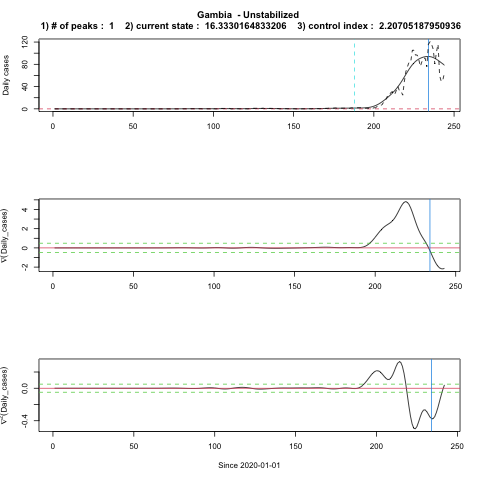 Gambia - Unstabilized
1) # of peaks : 1 2) current state : 16.3330164833206 3) control index : 2.20705187950936
Daily cases
0 40 80 120
0 50 100 150 200 250
∇(Daily_cases)
-2 0 2 4
0 50 100 150 200 250
∇²(Daily_cases)
-0.4 0.0
0 50 100 150 200 250
Since 2020-01-01